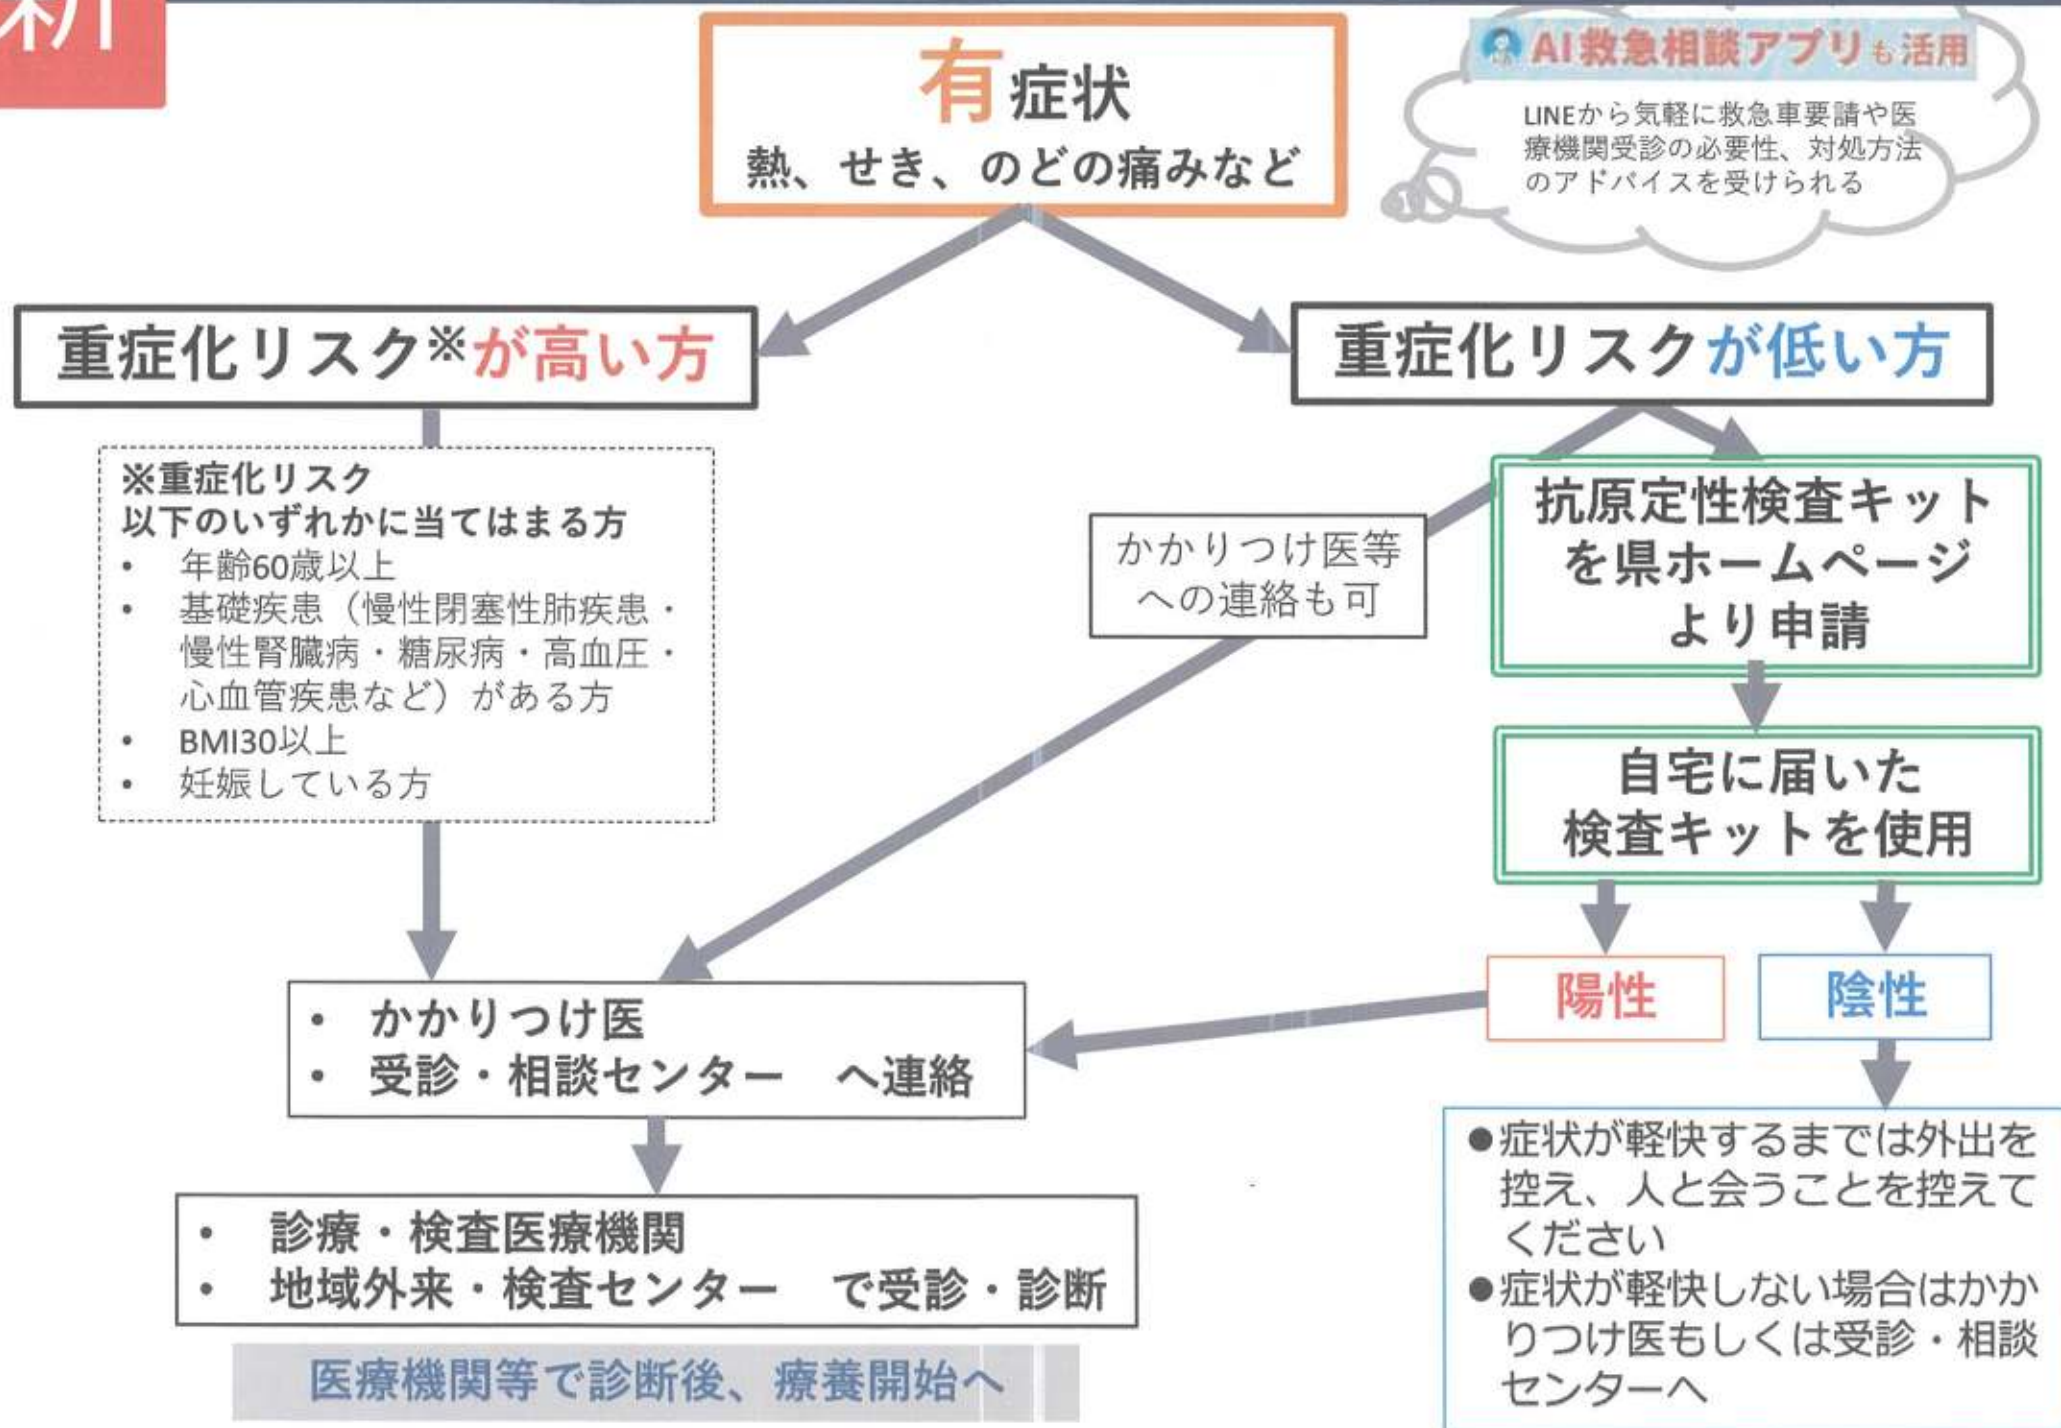 新
有症状
熱、せき、のどの痛みなど
AI救急相談アプリも活用
LINEから気軽に救急車要請や医
療機関受診の必要性、対処方法
のアドバイスを受けられる
重症化リスク※が高い方
重症化リスクが低い方
※重症化リスク
以下のいずれかに当てはまる方
• 年齢60歳以上
• 基礎疾患（慢性閉塞性肺疾患・
慢性腎臓病・糖尿病・高血圧・
心血管疾患など）がある方
• BMI30以上
• 妊娠している方
かかりつけ医等
への連絡も可
抗原定性検査キット
を県ホームページ
より申請
自宅に届いた
検査キットを使用
陽性
陰性
• かかりつけ医
• 受診・相談センター　へ連絡
• 診療・検査医療機関
• 地域外来・検査センター　で受診・診断
医療機関等で診断後、療養開始へ
●症状が軽快するまでは外出を
控え、人と会うことを控えて
ください
●症状が軽快しない場合はかか
りつけ医もしくは受診・相談
センターへ